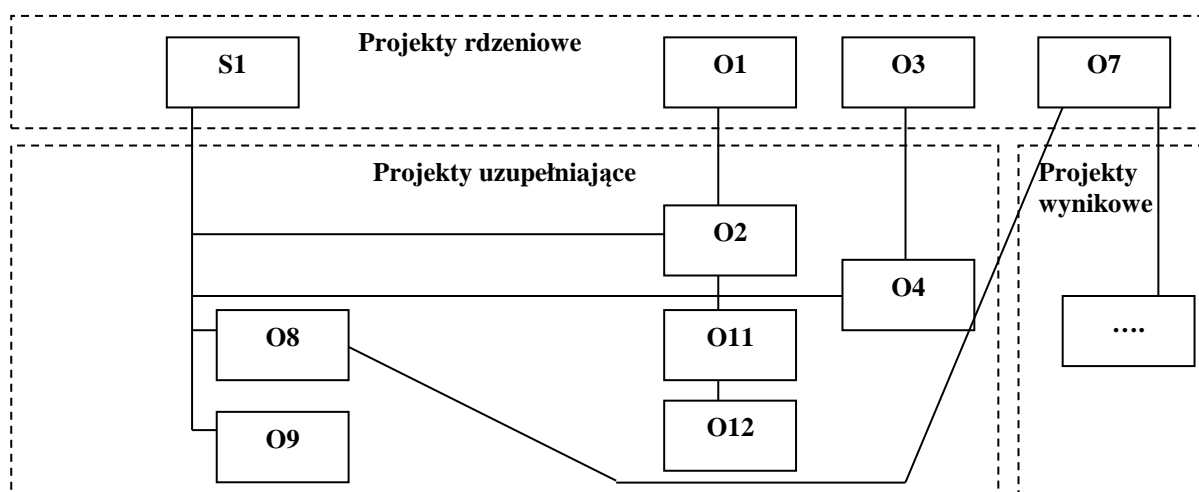 Projekty rdzeniowe
S1
O1
O3
O7
Projekty uzupełniające
Projekty
wynikowe
O2
O4
O8
O11
....
O9
O12